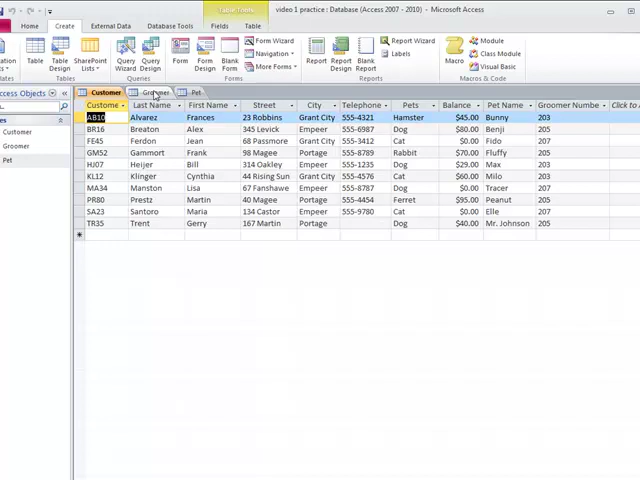 Table Tools
video 1 practice : Database (Access 2007 - 2010) - Microsoft Access
Home Create External Data Database Tools Fields Table
Table Table Design SharePoint Lists Query Wizard Query Design Form Form Design Blank Form Form Wizard Navigation More Forms Report Report Design Blank Report Report Wizard Labels Macro Module Class Module Visual Basic
Tables Queries Forms Reports Macros & Code
Access Objects « Customer Groomer Pet
Custome Last Name First Name Street City Telephone Pets Balance Pet Name Groomer Numbe Click to
AB10 Alvarez Frances 23 Robbins Grant City 555-4321 Hamster $45.00 Bunny 203
BR16 Breaton Alex 345 Levick Empeer 555-6987 Dog $80.00 Benji 205
FE45 Ferdon Jean 68 Passmore Grant City 555-3412 Cat $0.00 Fido 207
GM52 Gammort Frank 98 Magee Portage 555-8789 Rabbit $70.00 Fluffy 205
HJ07 Heijer Bill 314 Oakley Empeer 555-1235 Dog $29.00 Max 203
KL12 Klinger Cynthia 44 Rising Sun Grant City 555-4576 Cat $60.00 Milo 203
MA34 Manston Lisa 67 Fanshawe Empeer 555-8787 Dog $0.00 Tracer 207
PR80 Prestz Martin 40 Magee Portage 555-4454 Ferret $95.00 Peanut 205
SA23 Santoro Maria 134 Castor Empeer 555-9780 Cat $0.00 Elle 207
TR35 Trent Gerry 167 Martin Portage Dog $40.00 Mr. Johnson 205
Customer
Groomer
Pet